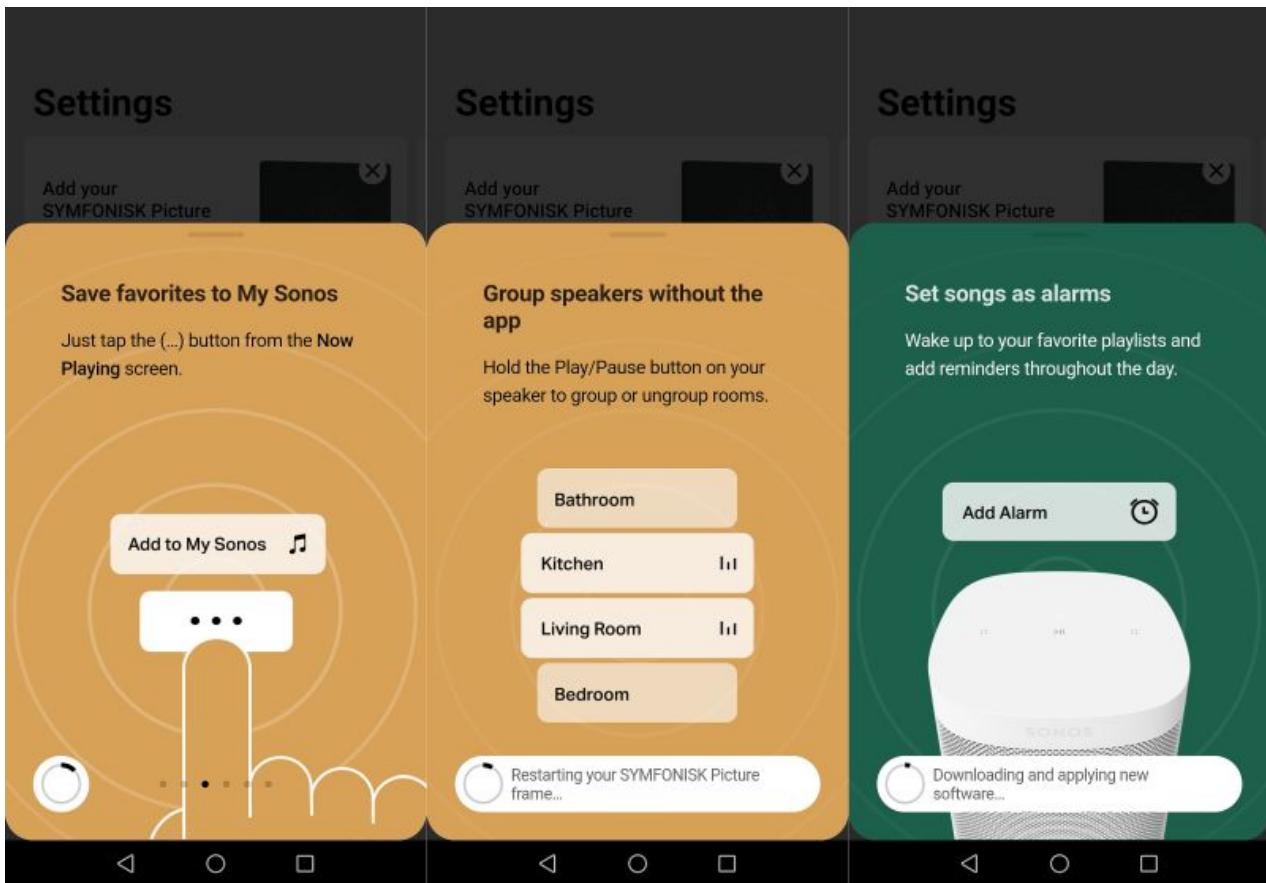 Settings
Add your
SYMFONISK Picture
Save favorites to My Sonos
Just tap the (...) button from the Now
Playing screen.
Add to My Sonos
Settings
Add your
SYMFONISK Picture
Group speakers without the
app
Hold the Play/Pause button on your
speaker to group or ungroup rooms.
Bathroom
Kitchen
Living Room
Bedroom
Restarting your SYMFONISK Picture
frame...
Settings
Add your
SYMFONISK Picture
Set songs as alarms
Wake up to your favorite playlists and
add reminders throughout the day.
Add Alarm
SONOS
Downloading and applying new
software...